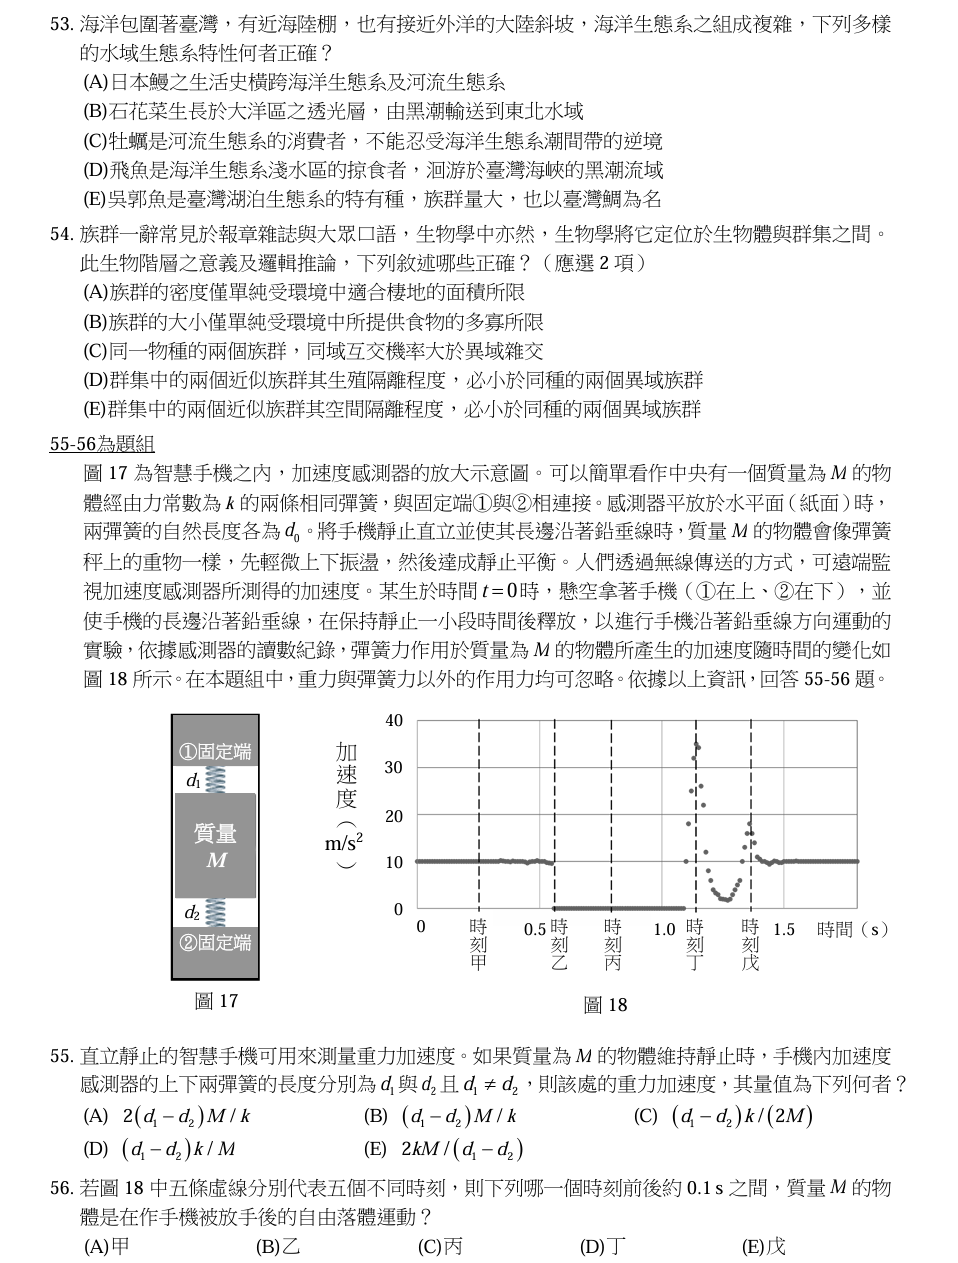 53. 海洋包圍著臺灣，有近海陸棚，也有接近外洋的大陸斜坡，海洋生態系之組成複雜，下列多樣
的水域生態系特性何者正確？
(A)日本鰻之生活史橫跨海洋生態系及河流生態系
(B)石花菜生長於大洋區之透光層，由黑潮輸送到東北水域
(C)牡蠣是河流生態系的消費者，不能忍受海洋生態系潮間帶的逆境
(D)飛魚是海洋生態系淺水區的掠食者，洄游於臺灣海峽的黑潮流域
(E)吳郭魚是臺灣湖泊生態系的特有種，族群量大，也以臺灣鯛為名
54. 族群一辭常見於報章雜誌與大眾口語，生物學中亦然，生物學將它定位於生物體與群集之間。
此生物階層之意義及邏輯推論，下列敘述哪些正確？（應選 2 項）
(A)族群的密度僅單純受環境中適合棲地的面積所限
(B)族群的大小僅單純受環境中所提供食物的多寡所限
(C)同一物種的兩個族群，同域互交機率大於異域雜交
(D)群集中的兩個近似族群其生殖隔離程度，必小於同種的兩個異域族群
(E)群集中的兩個近似族群其空間隔離程度，必小於同種的兩個異域族群
55-56為題組
圖 17 為智慧手機之內，加速度感測器的放大示意圖。可以簡單看作中央有一個質量為 M 的物
體經由力常數為 k 的兩條相同彈簧，與固定端①與②相連接。感測器平放於水平面（紙面）時，
兩彈簧的自然長度各為 d₀。將手機靜止直立並使其長邊沿著鉛垂線時，質量 M 的物體會像彈簧
秤上的重物一樣，先輕微上下振盪，然後達成靜止平衡。人們透過無線傳送的方式，可遠端監
視加速度感測器所測得的加速度。某生於時間 t = 0 時，懸空拿著手機（①在上、②在下），並
使手機的長邊沿著鉛垂線，在保持靜止一小段時間後釋放，以進行手機沿著鉛垂線方向運動的
實驗，依據感測器的讀數紀錄，彈簧力作用於質量為 M 的物體所產生的加速度隨時間的變化如
圖 18 所示。在本題組中，重力與彈簧力以外的作用力均可忽略。依據以上資訊，回答 55-56 題。
①固定端
d₁
質量
M
d₂
②固定端
圖 17
加速度（m/s²）
40
30
20
10
0
0 時刻甲 0.5 時刻乙 時刻丙 1.0 時刻丁 時刻戊 1.5 時間（s）
圖 18
55. 直立靜止的智慧手機可用來測量重力加速度。如果質量為 M 的物體維持靜止時，手機內加速度
感測器的上下兩彈簧的長度分別為 d₁ 與 d₂ 且 d₁ ≠ d₂，則該處的重力加速度，其量值為下列何者？
(A) 2(d₁ − d₂)M / k (B) (d₁ − d₂)M / k (C) (d₁ − d₂)k / (2M)
(D) (d₁ − d₂)k / M (E) 2kM / (d₁ − d₂)
56. 若圖 18 中五條虛線分別代表五個不同時刻，則下列哪一個時刻前後約 0.1 s 之間，質量 M 的物
體是在作手機被放手後的自由落體運動？
(A)甲 (B)乙 (C)丙 (D)丁 (E)戊